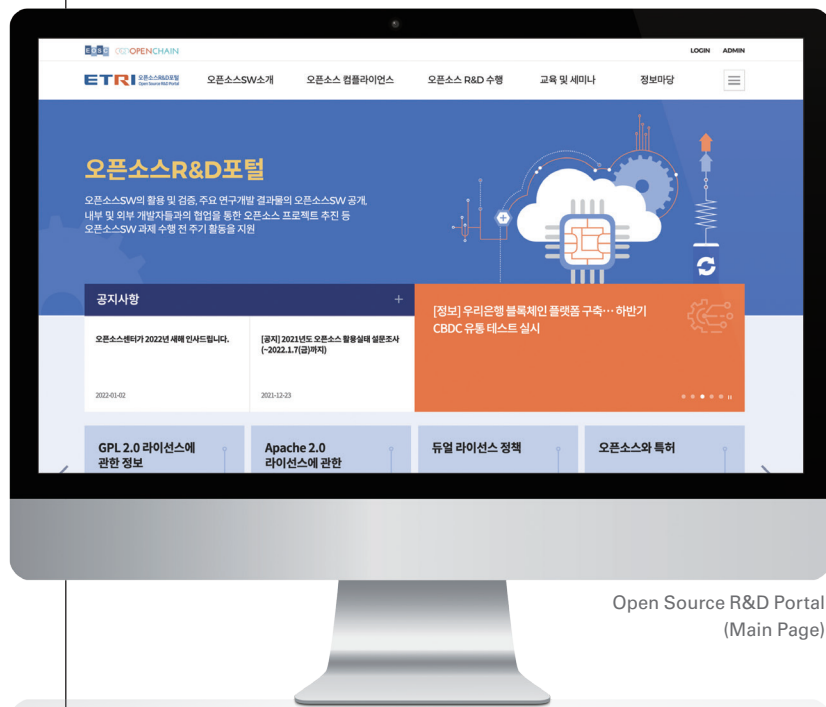 OPENCHAIN
LOGIN ADMIN
ETRI 오픈소스R&D포털
Open Source R&D Portal
오픈소스SW소개 오픈소스 컴플라이언스 오픈소스 R&D 수행 교육 및 세미나 정보마당
오픈소스R&D포털
오픈소스SW의 활용 및 검증, 주요 연구개발 결과물의 오픈소스SW 공개,
내부 및 외부 개발자들과의 협업을 통한 오픈소스 프로젝트 추진 등
오픈소스SW 과제 수행 전 주기 활동을 지원
공지사항 +
오픈소스센터가 2022년 새해 인사드립니다.
2022-01-02
[공지] 2021년도 오픈소스 활용실태 설문조사
(~2022.1.7(금)까지)
2021-12-23
[정보] 우리은행 블록체인 플랫폼 구축… 하반기
CBDC 유통 테스트 실시
GPL 2.0 라이선스에
관한 정보
Apache 2.0
라이선스에 관한
듀얼 라이선스 정책
오픈소스와 특허
Open Source R&D Portal
(Main Page)